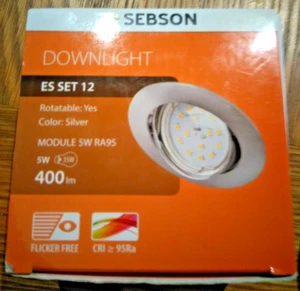 SEBSON
DOWNLIGHT
ES SET 12
Rotatable: Yes
Color: Silver
MODULE 5W RA95
5W
400lm
FLICKER FREE
CRI ≥ 95Ra